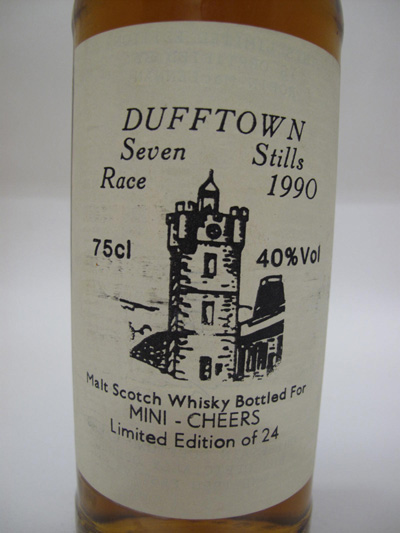 DUFFTOWN
Seven Stills
Race 1990
75cl 40%Vol
Malt Scotch Whisky Bottled For
MINI - CHEERS
Limited Edition of 24